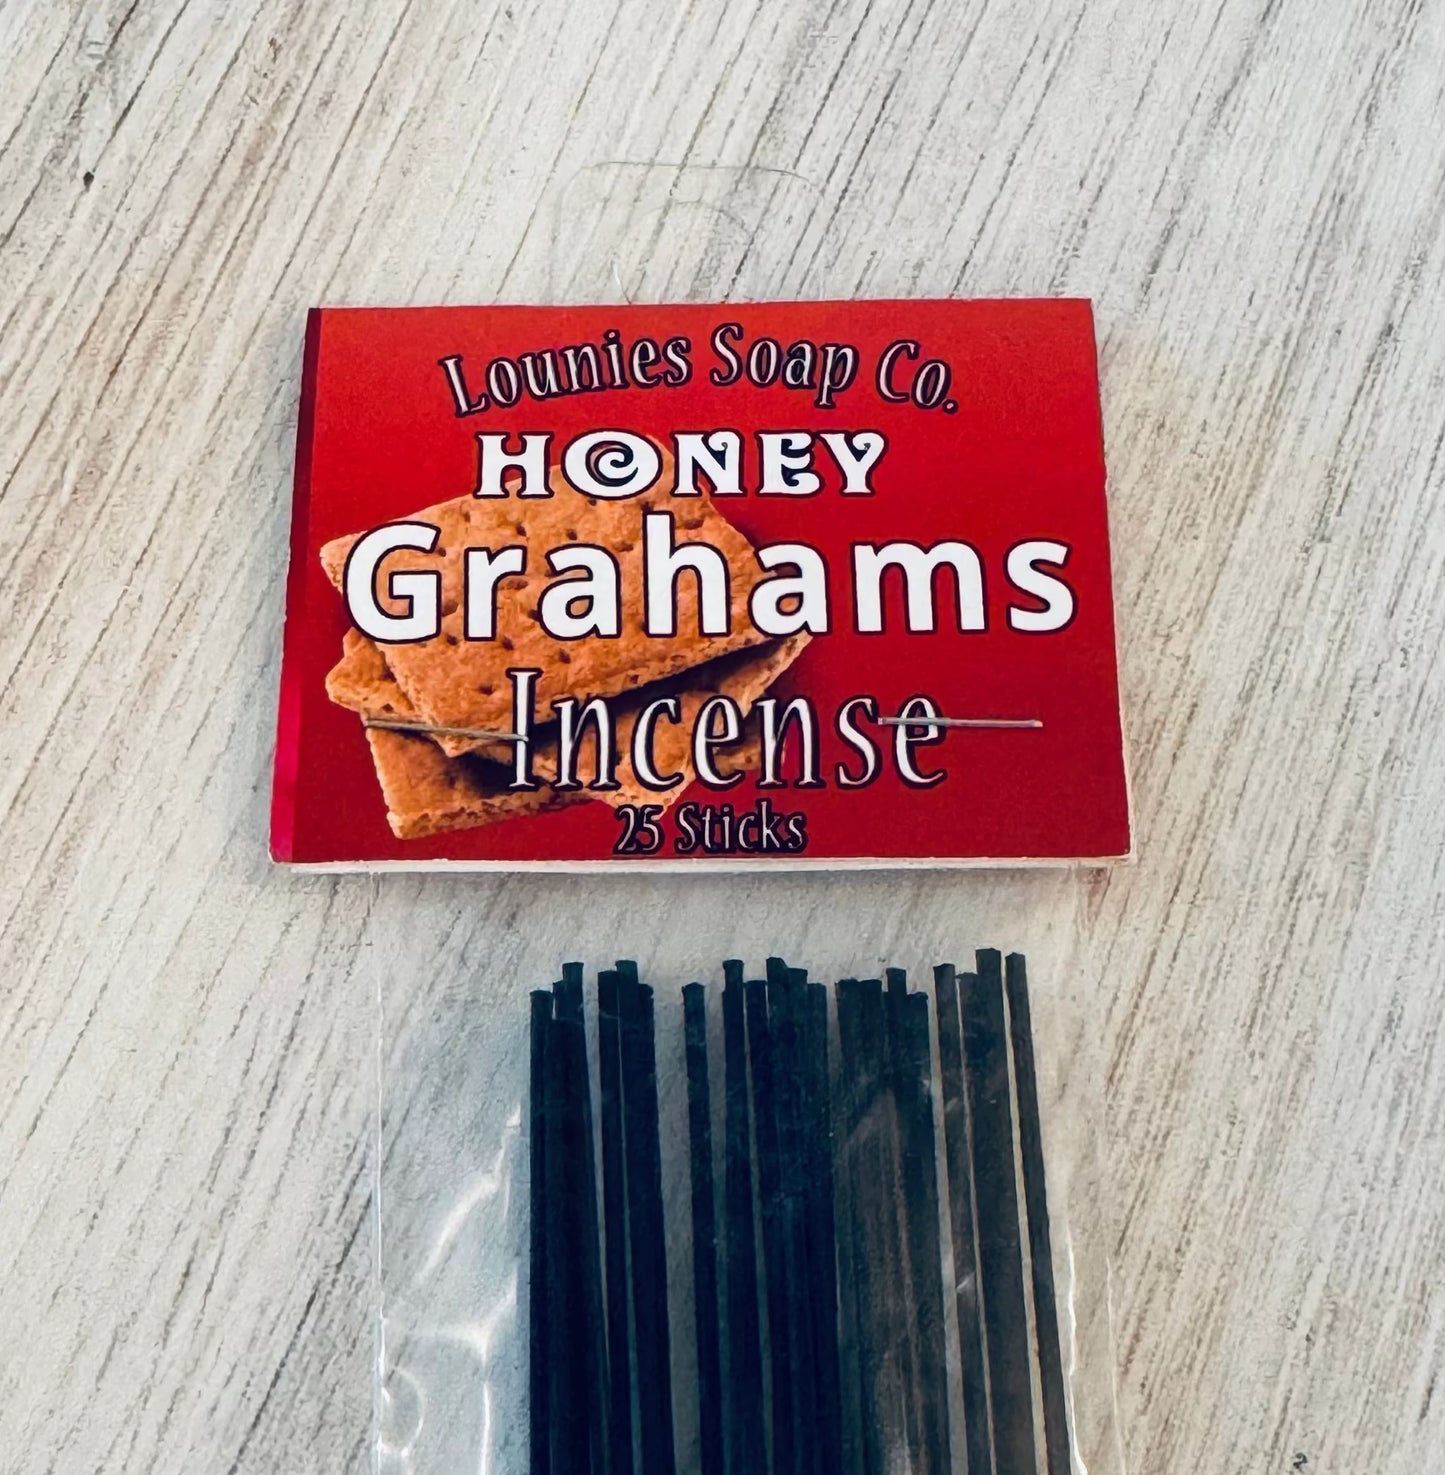 Lounies Soap Co.
HONEY
Grahams
Incense
25 Sticks